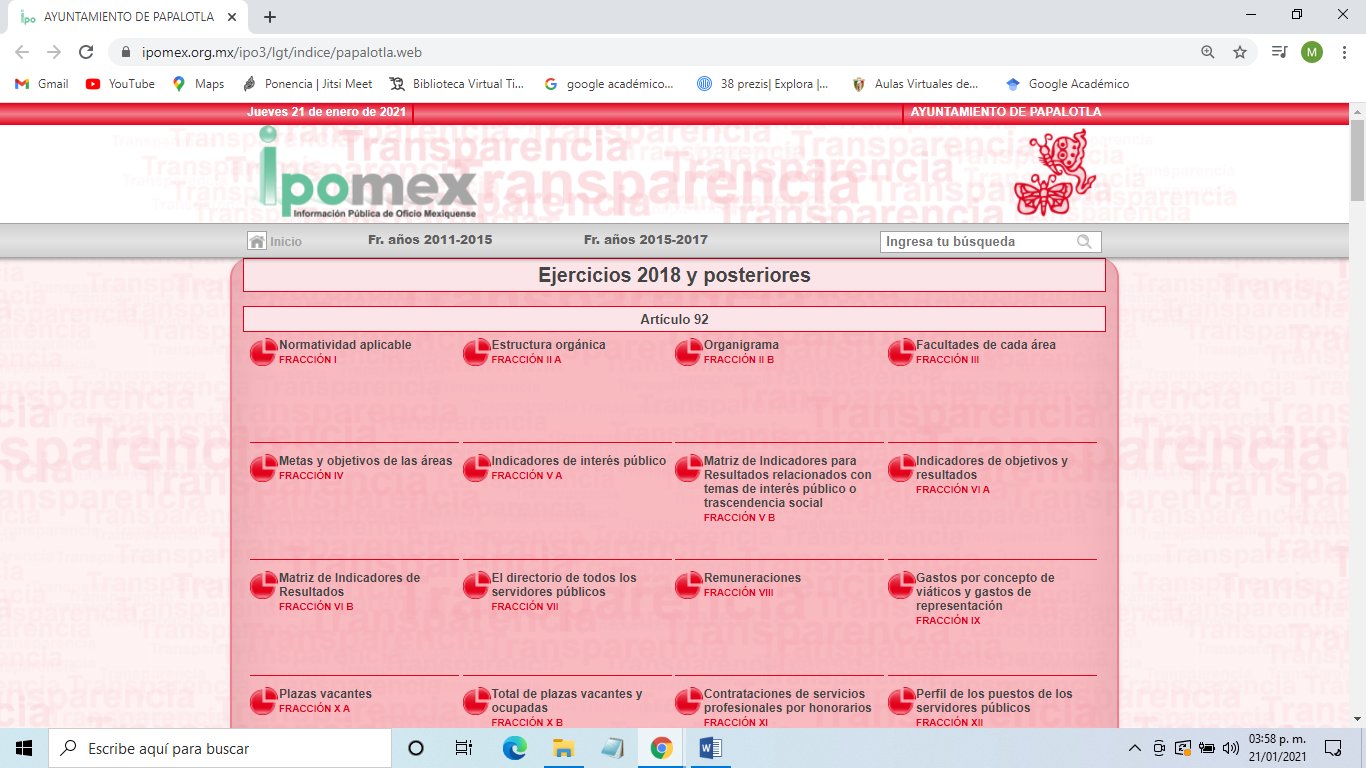 AYUNTAMIENTO DE PAPALOTLA
ipomex.org.mx/ipo3/lgt/indice/papalotla.web
M
Gmail
YouTube
Maps
Ponencia | Jitsi Meet
Biblioteca Virtual Ti...
google académico...
38 prezis| Explora |...
Aulas Virtuales de...
Google Académico
Jueves 21 de enero de 2021
AYUNTAMIENTO DE PAPALOTLA
Transparencia
ipomex
Información Pública de Oficio Mexiquense
Inicio
Fr. años 2011-2015
Fr. años 2015-2017
Ingresa tu búsqueda
Ejercicios 2018 y posteriores
Artículo 92
Normatividad aplicable
FRACCIÓN I
Estructura orgánica
FRACCIÓN II A
Organigrama
FRACCIÓN II B
Facultades de cada área
FRACCIÓN III
Metas y objetivos de las áreas
FRACCIÓN IV
Indicadores de interés público
FRACCIÓN V A
Matriz de Indicadores para
Resultados relacionados con
temas de interés público o
trascendencia social
FRACCIÓN V B
Indicadores de objetivos y
resultados
FRACCIÓN VI A
Matriz de Indicadores de
Resultados
FRACCIÓN VI B
El directorio de todos los
servidores públicos
FRACCIÓN VII
Remuneraciones
FRACCIÓN VIII
Gastos por concepto de
viáticos y gastos de
representación
FRACCIÓN IX
Plazas vacantes
FRACCIÓN X A
Total de plazas vacantes y
ocupadas
FRACCIÓN X B
Contrataciones de servicios
profesionales por honorarios
FRACCIÓN XI
Perfil de los puestos de los
servidores públicos
FRACCIÓN XII
Escribe aquí para buscar
03:58 p. m.
21/01/2021